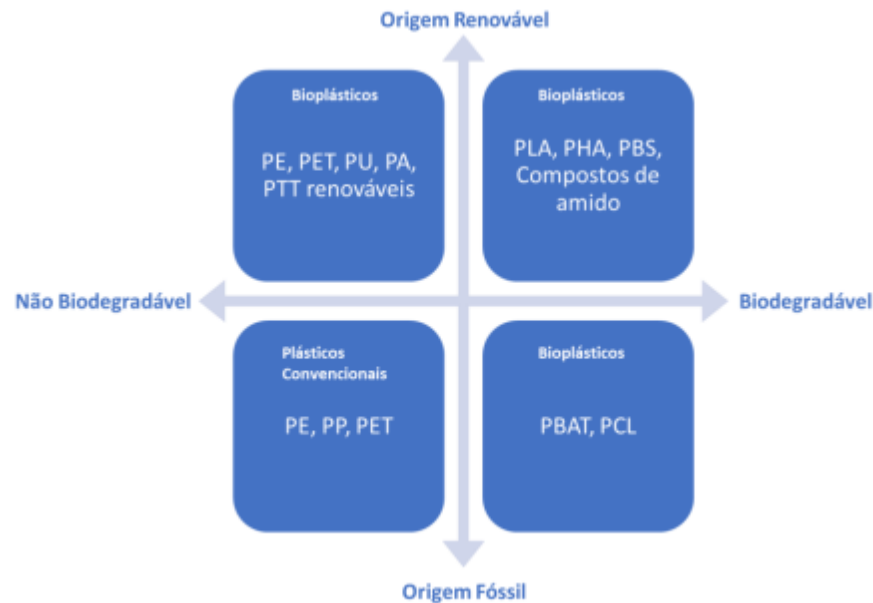 Origem Renovável
Bioplásticos
PE, PET, PU, PA,
PTT renováveis
Bioplásticos
PLA, PHA, PBS,
Compostos de
amido
Não Biodegradável
Biodegradável
Plásticos
Convencionais
PE, PP, PET
Bioplásticos
PBAT, PCL
Origem Fóssil